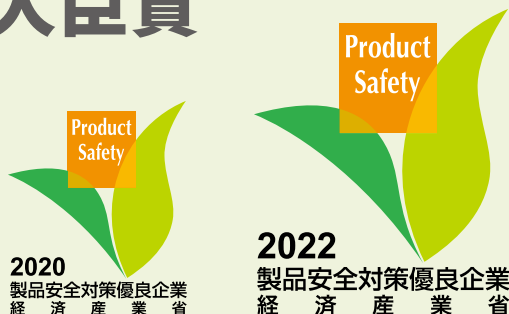 大臣賞
Product
Safety
2020
製品安全対策優良企業
経済産業省
Product
Safety
2022
製品安全対策優良企業
経済産業省